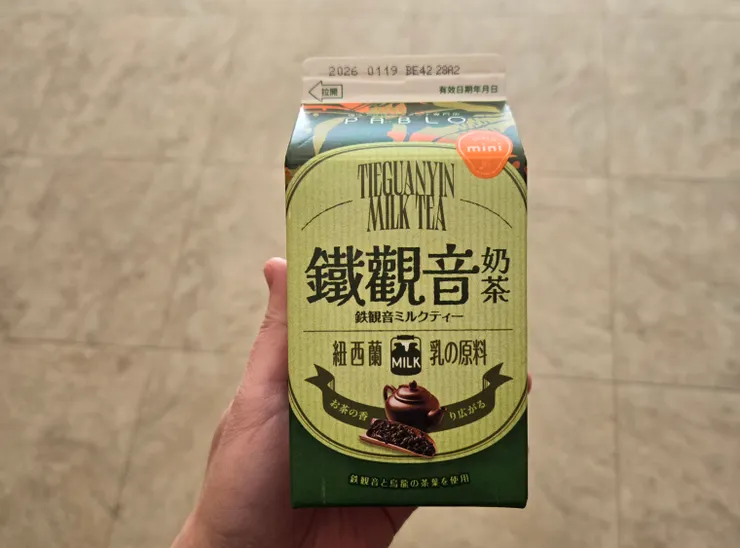 2026 0119 BE42 28A2
拉開
有效日期年月日
PABLO
mini
TIEGUANYIN
MILK TEA
鐵觀音奶茶
鉄観音ミルクティー
紐西蘭 MILK 乳の原料
お茶の香り広がる
鉄観音と烏龍の茶葉を使用